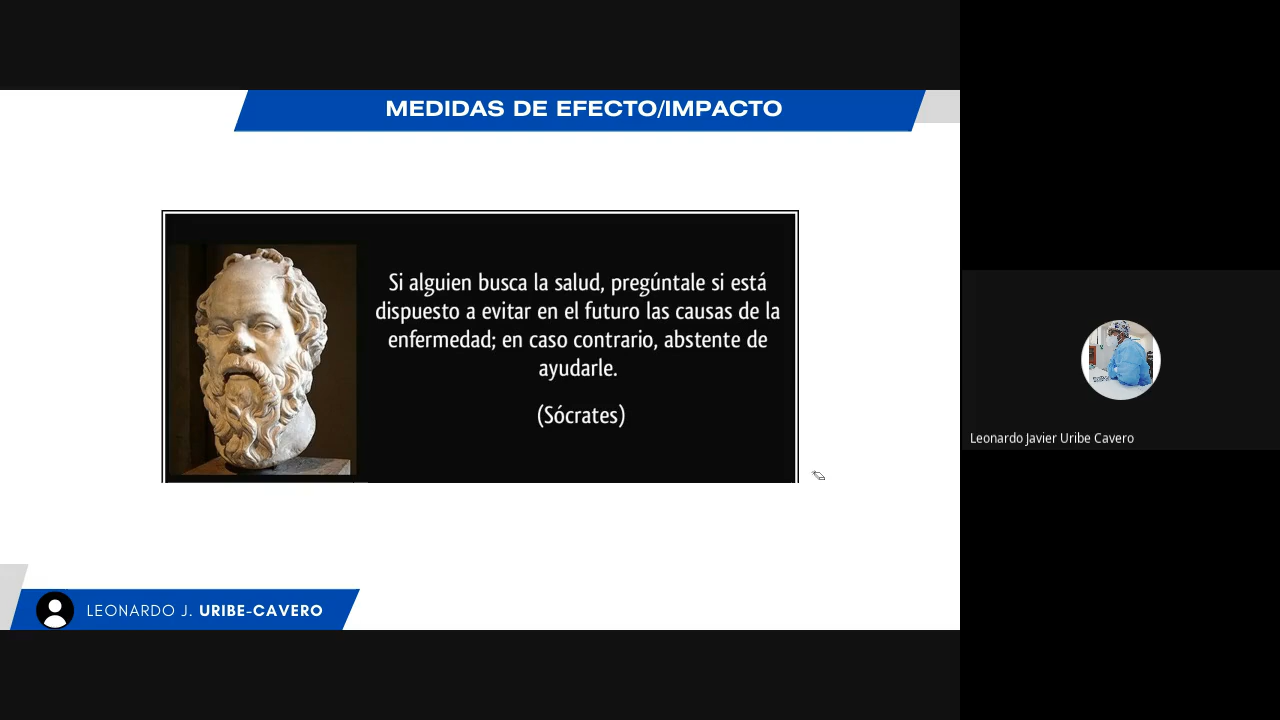 MEDIDAS DE EFECTO/IMPACTO
Si alguien busca la salud, pregúntale si está
dispuesto a evitar en el futuro las causas de la
enfermedad; en caso contrario, abstente de
ayudarle.
(Sócrates)
Leonardo Javier Uribe Cavero
LEONARDO J. URIBE-CAVERO